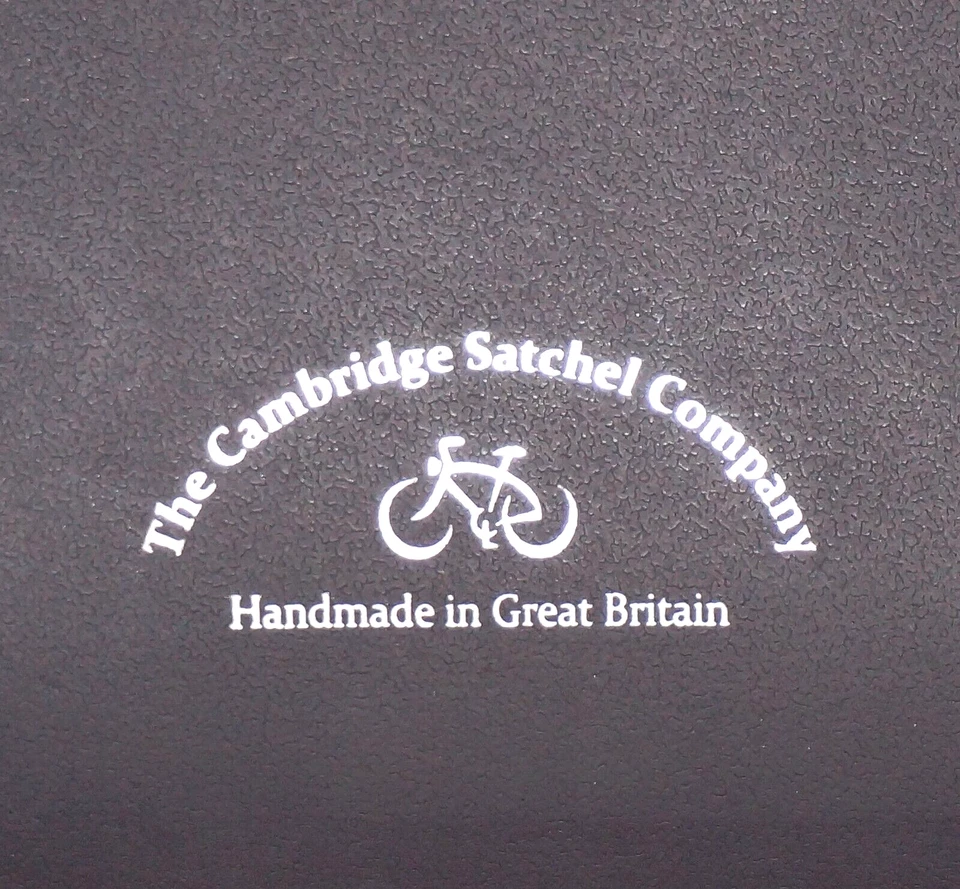 The Cambridge Satchel Company
Handmade in Great Britain